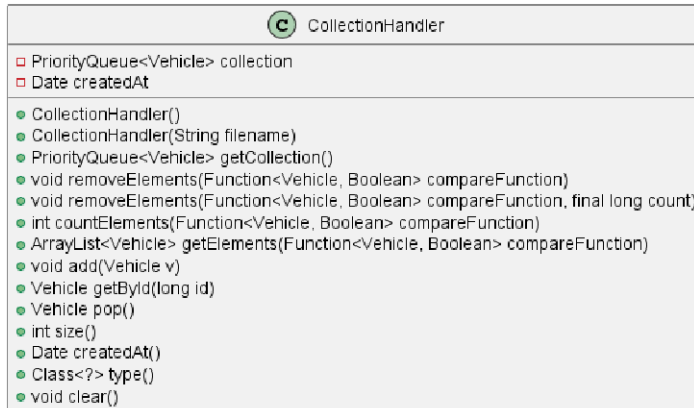 C CollectionHandler
PriorityQueue<Vehicle> collection
Date createdAt
CollectionHandler()
CollectionHandler(String filename)
PriorityQueue<Vehicle> getCollection()
void removeElements(Function<Vehicle, Boolean> compareFunction)
void removeElements(Function<Vehicle, Boolean> compareFunction, final long count)
int countElements(Function<Vehicle, Boolean> compareFunction)
ArrayList<Vehicle> getElements(Function<Vehicle, Boolean> compareFunction)
void add(Vehicle v)
Vehicle getById(long id)
Vehicle pop()
int size()
Date createdAt()
Class<?> type()
void clear()